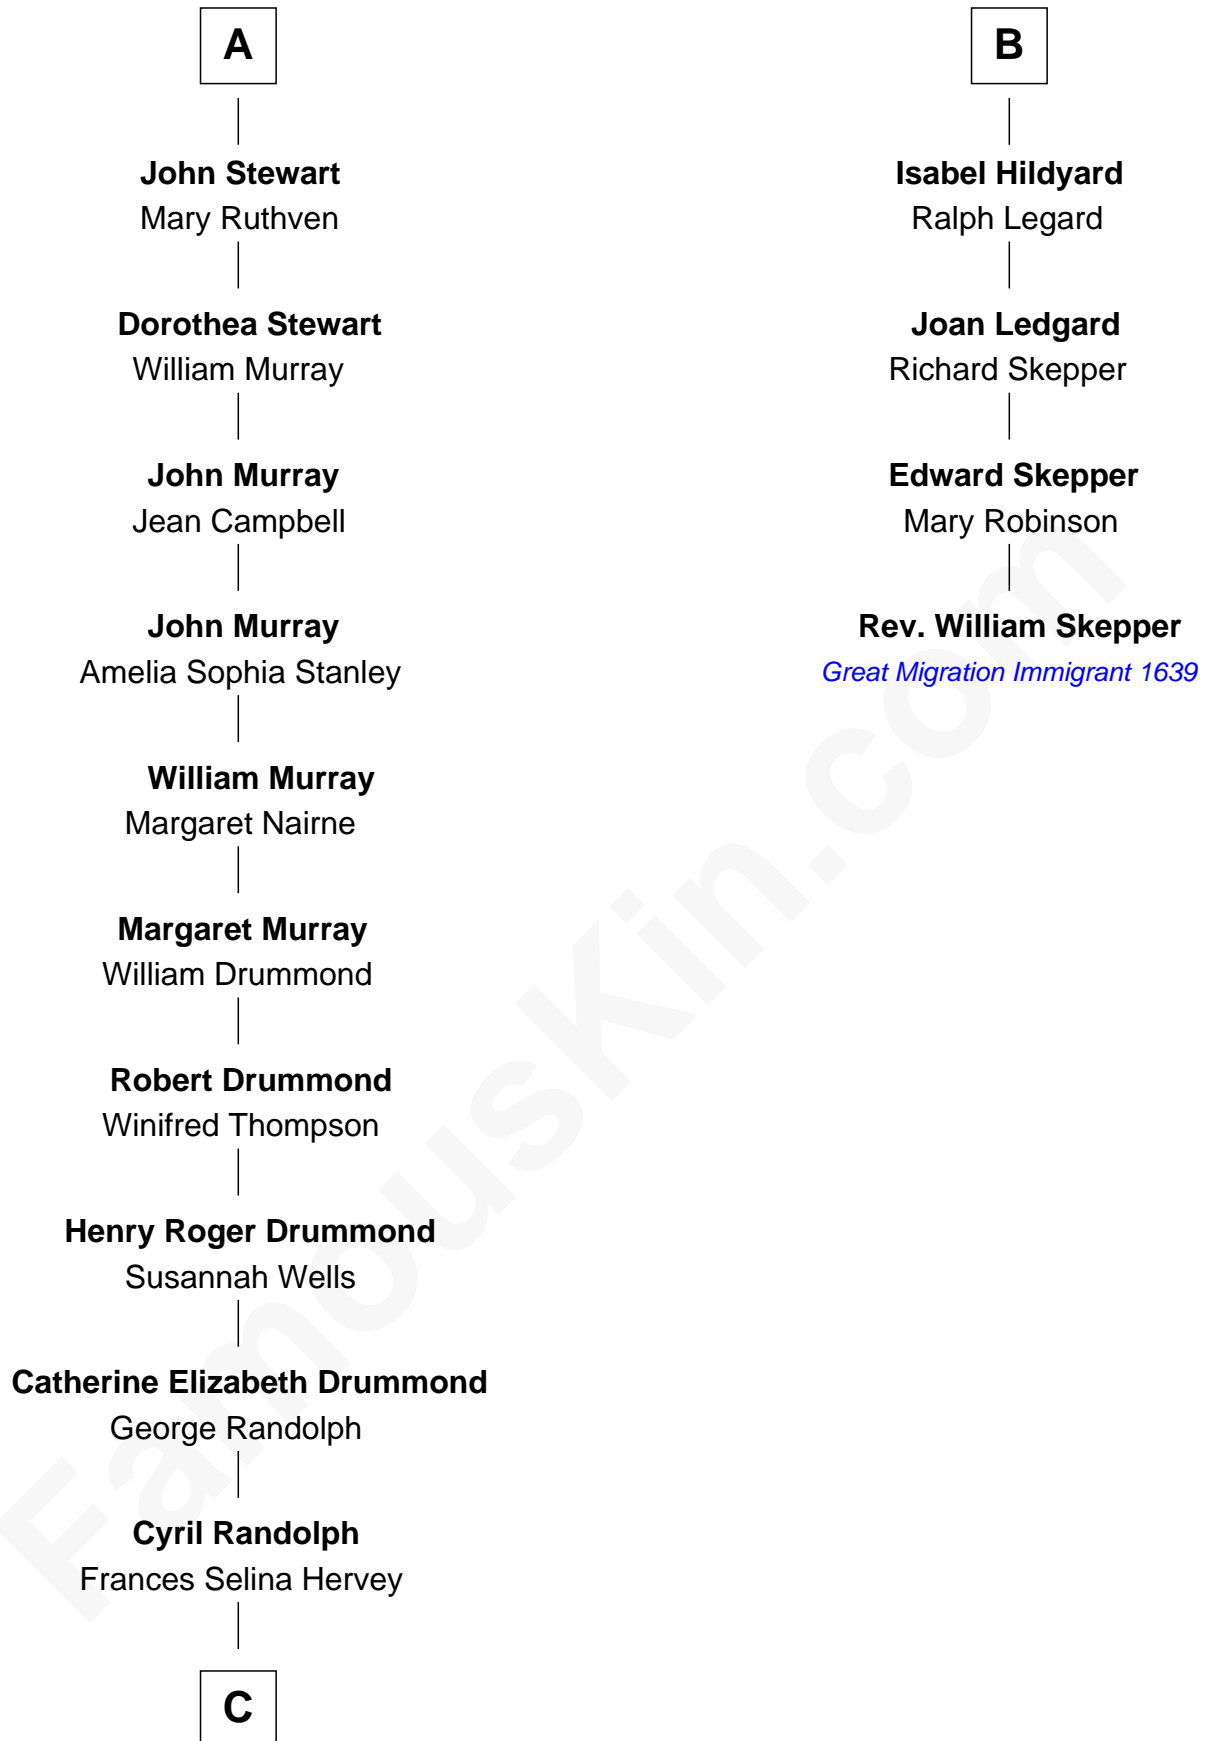 A
John Stewart
Mary Ruthven
Dorothea Stewart
William Murray
John Murray
Jean Campbell
John Murray
Amelia Sophia Stanley
William Murray
Margaret Nairne
Margaret Murray
William Drummond
Robert Drummond
Winifred Thompson
Henry Roger Drummond
Susannah Wells
Catherine Elizabeth Drummond
George Randolph
Cyril Randolph
Frances Selina Hervey
C
B
Isabel Hildyard
Ralph Legard
Joan Ledgard
Richard Skepper
Edward Skepper
Mary Robinson
Rev. William Skepper
Great Migration Immigrant 1639
FamousKin.com